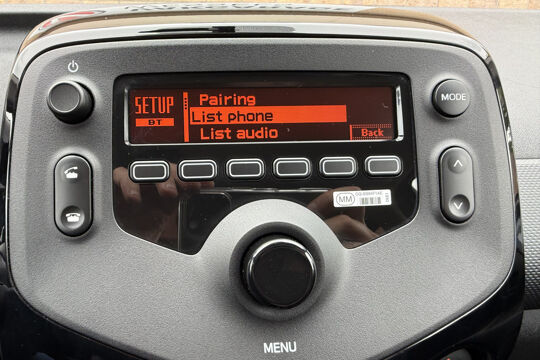 SETUP
BT
Pairing
List phone
List audio
Back
MODE
MM
MENU